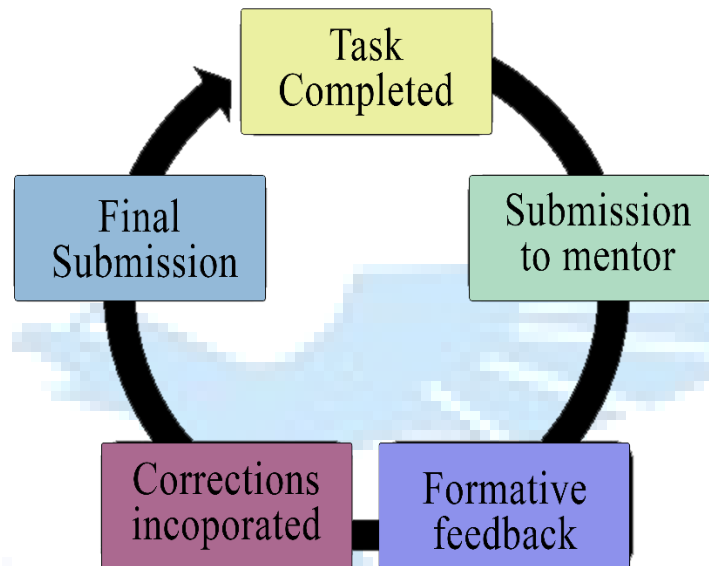 Task
Completed
Submission
to mentor
Formative
feedback
Corrections
incoporated
Final
Submission